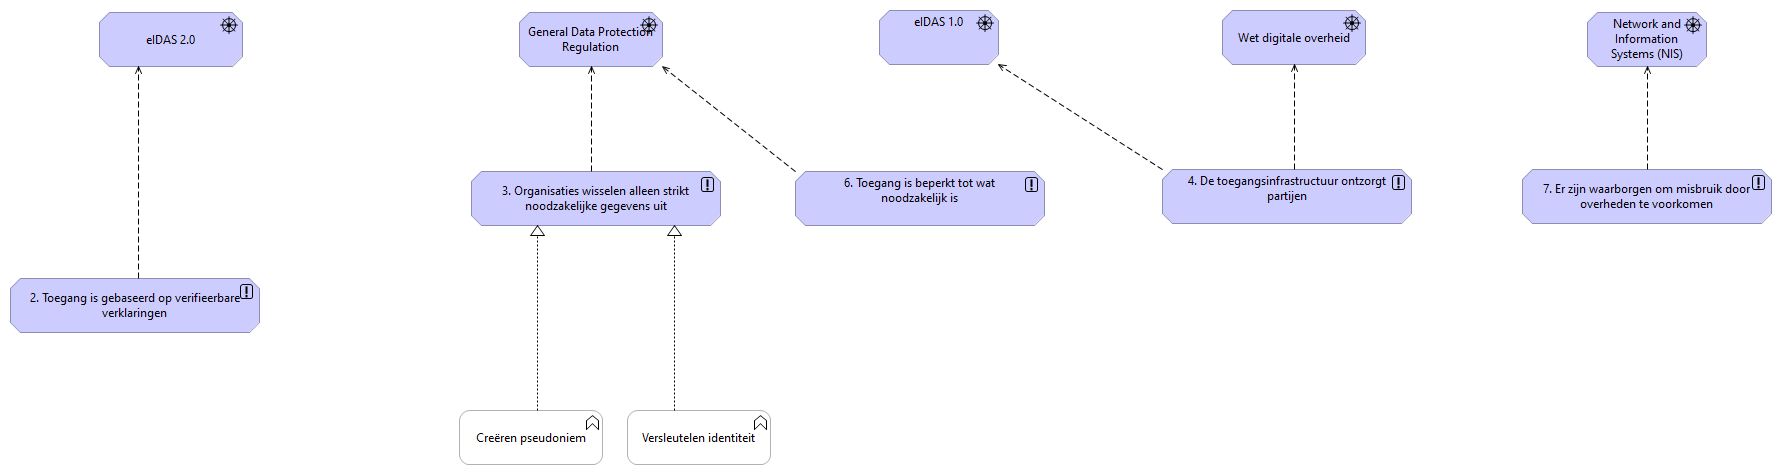 eIDAS 2.0
General Data Protection
Regulation
eIDAS 1.0
Wet digitale overheid
Network and
Information
Systems (NIS)
3. Organisaties wisselen alleen strikt
noodzakelijke gegevens uit
6. Toegang is beperkt tot wat
noodzakelijk is
4. De toegangsinfrastructuur ontzorgt
partijen
7. Er zijn waarborgen om misbruik door
overheden te voorkomen
2. Toegang is gebaseerd op verifieerbare
verklaringen
Creëren pseudoniem
Versleutelen identiteit